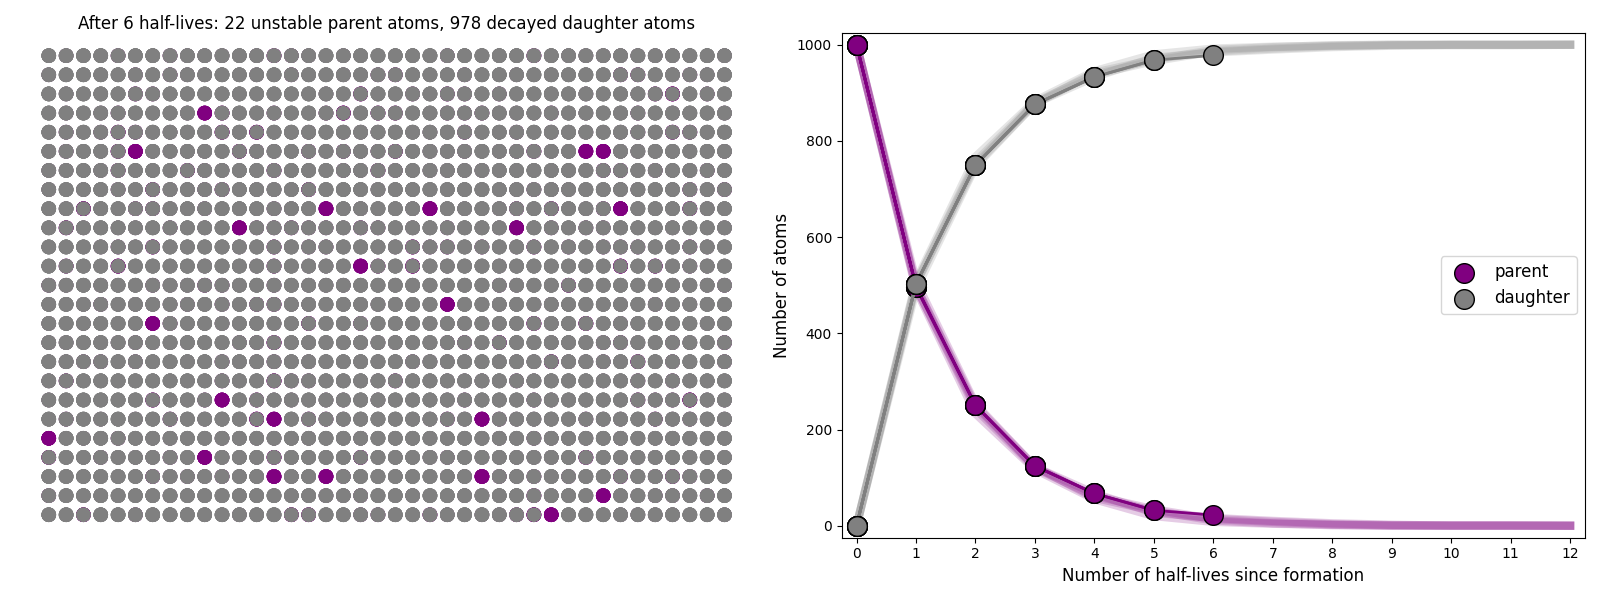 After 6 half-lives: 22 unstable parent atoms, 978 decayed daughter atoms
1000
800
600
400
200
0
Number of atoms
parent
daughter
0 1 2 3 4 5 6 7 8 9 10 11 12
Number of half-lives since formation